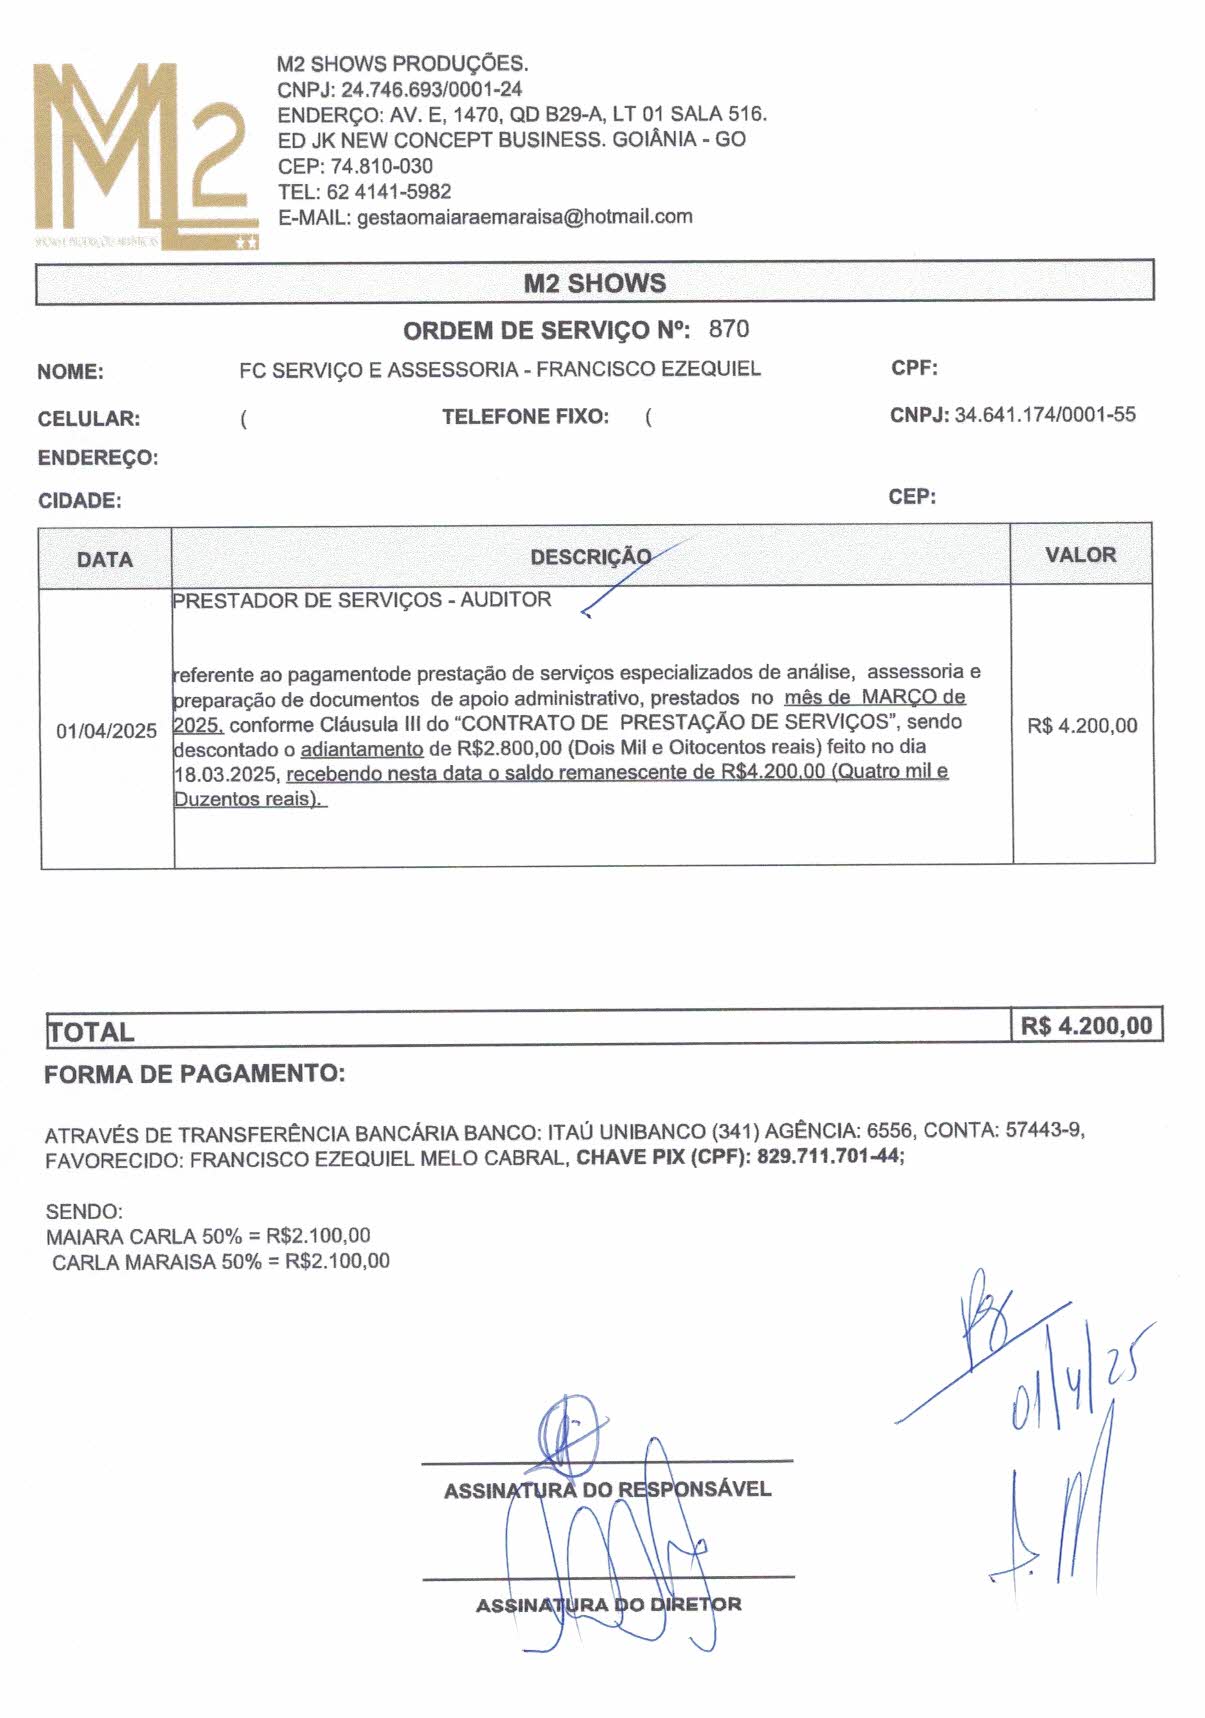 M2 SHOWS PRODUÇÕES.
CNPJ: 24.746.693/0001-24
ENDERÇO: AV. E, 1470, QD B29-A, LT 01 SALA 516.
ED JK NEW CONCEPT BUSINESS. GOIÂNIA - GO
CEP: 74.810-030
TEL: 62 4141-5982
E-MAIL: gestaomaiaraemaraisa@hotmail.com
M2
M2 SHOWS
ORDEM DE SERVIÇO Nº: 870
NOME: FC SERVIÇO E ASSESSORIA - FRANCISCO EZEQUIEL CPF:
CELULAR: ( TELEFONE FIXO: ( CNPJ: 34.641.174/0001-55
ENDEREÇO:
CIDADE: CEP:
DATA DESCRIÇÃO VALOR
PRESTADOR DE SERVIÇOS - AUDITOR
referente ao pagamentode prestação de serviços especializados de análise, assessoria e
preparação de documentos de apoio administrativo, prestados no mês de MARÇO de
01/04/2025 2025, conforme Cláusula III do “CONTRATO DE PRESTAÇÃO DE SERVIÇOS”, sendo R$ 4.200,00
descontado o adiantamento de R$2.800,00 (Dois Mil e Oitocentos reais) feito no dia
18.03.2025, recebendo nesta data o saldo remanescente de R$4.200,00 (Quatro mil e
Duzentos reais).
TOTAL R$ 4.200,00
FORMA DE PAGAMENTO:
ATRAVÉS DE TRANSFERÊNCIA BANCÁRIA BANCO: ITAÚ UNIBANCO (341) AGÊNCIA: 6556, CONTA: 57443-9,
FAVORECIDO: FRANCISCO EZEQUIEL MELO CABRAL, CHAVE PIX (CPF): 829.711.701-44;
SENDO:
MAIARA CARLA 50% = R$2.100,00
CARLA MARAISA 50% = R$2.100,00
01/4/25
ASSINATURA DO RESPONSÁVEL
ASSINATURA DO DIRETOR